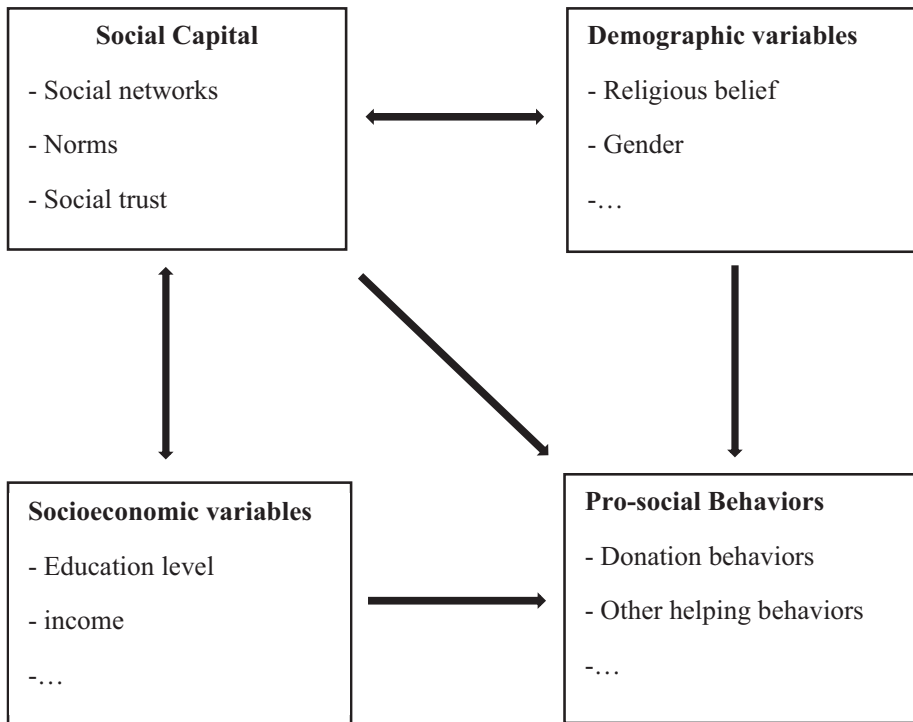 Social Capital
- Social networks
- Norms
- Social trust
Demographic variables
- Religious belief
- Gender
-…
Socioeconomic variables
- Education level
- income
-…
Pro-social Behaviors
- Donation behaviors
- Other helping behaviors
-…